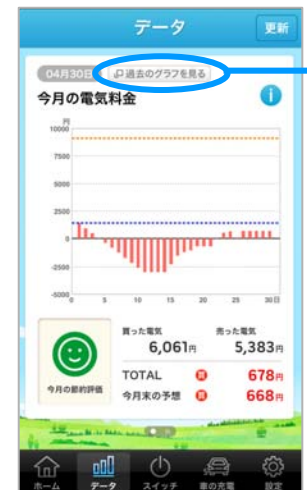 データ
更新
04月30日
過去のグラフを見る
今月の電気料金
i
円
10000
7500
5000
2500
0
-2500
-5000
0 5 10 15 20 25 30日
買った電気 売った電気
6,061円 5,383円
TOTAL 買 678円
今月末の予想 買 668円
今月の節約評価
ホーム データ スイッチ 車の充電 設定